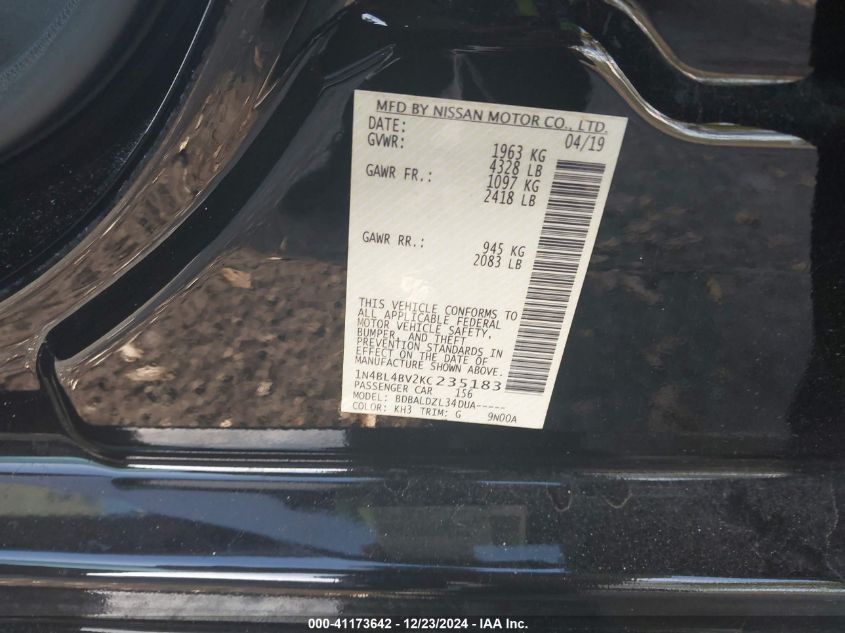 MFD BY NISSAN MOTOR CO., LTD.
DATE: 04/19
GVWR: 1963 KG
4328 LB
GAWR FR.: 1097 KG
2418 LB
GAWR RR.: 945 KG
2083 LB
THIS VEHICLE CONFORMS TO
ALL APPLICABLE FEDERAL
MOTOR VEHICLE SAFETY,
BUMPER, AND THEFT
PREVENTION STANDARDS IN
EFFECT ON THE DATE OF
MANUFACTURE SHOWN ABOVE.
1N4BL4BV2KC235183
PASSENGER CAR 156
MODEL: BDBALDZL34DUA-----
COLOR: KH3 TRIM: G 9N00A
000-41173642 - 12/23/2024 - IAA Inc.